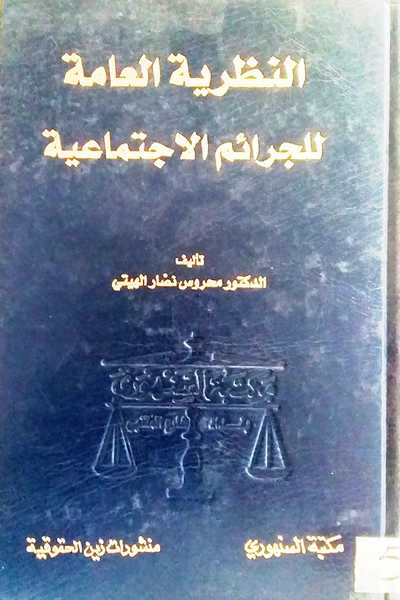 النظرية العامة
للجرائم الاجتماعية
تأليف
الدكتور محروس نصار الهيتي
مكتبة السنهوري
منشورات زين الحقوقية